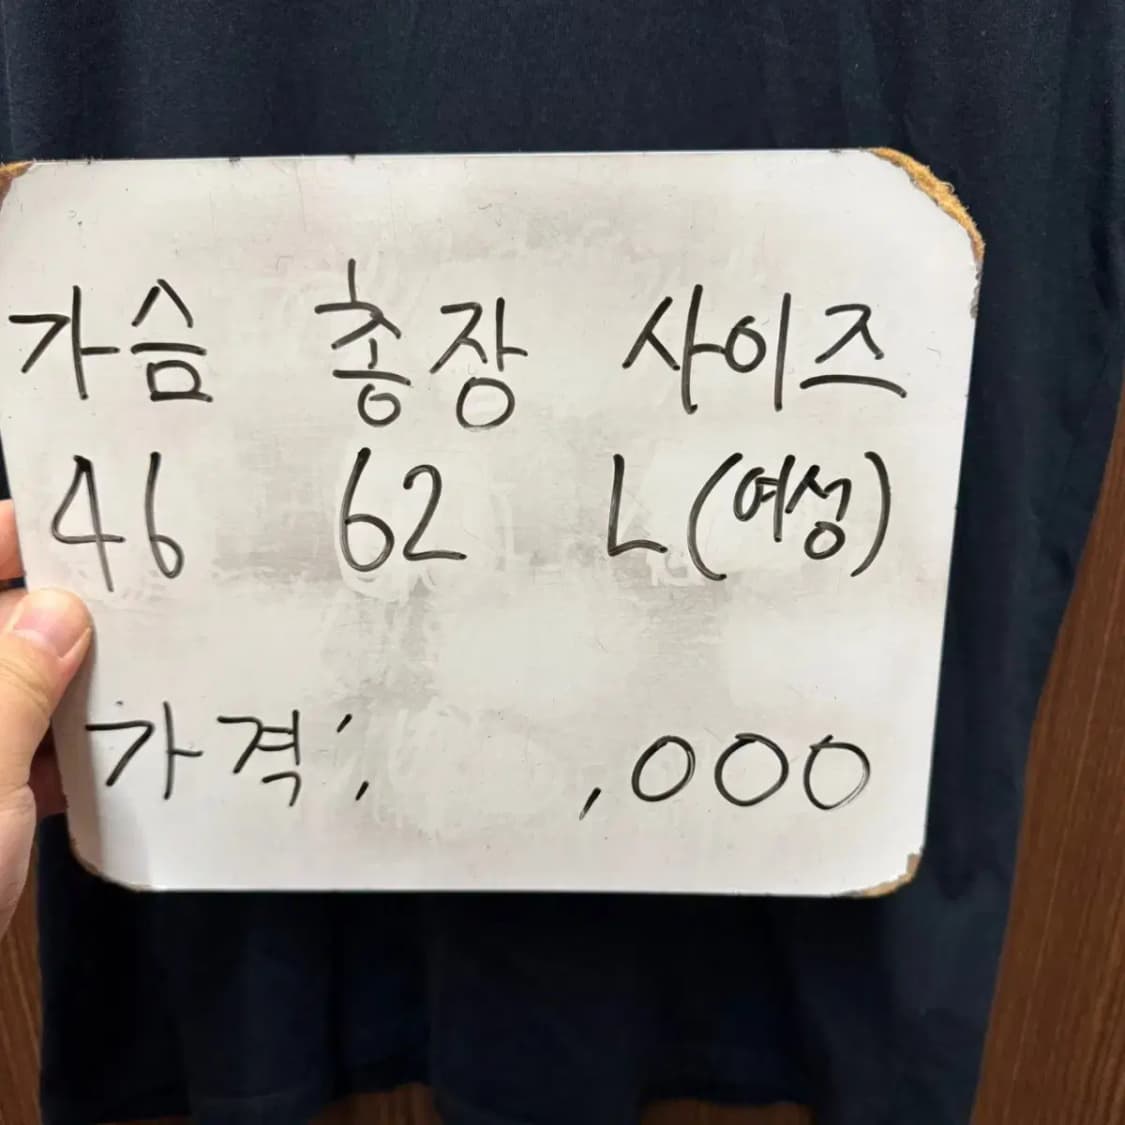 가슴 총장 사이즈
46 62 L (여성)
가격: ,000